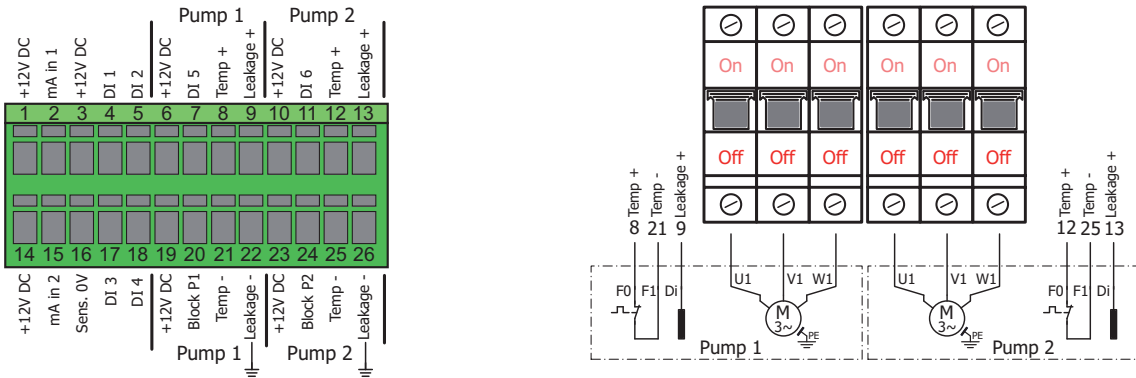 Pump 1 Pump 2
+12V DC
mA in 1
+12V DC
DI 1
DI 2
+12V DC
DI 5
Temp +
Leakage +
+12V DC
DI 6
Temp +
Leakage +
1 2 3 4 5 6 7 8 9 10 11 12 13
14 15 16 17 18 19 20 21 22 23 24 25 26
+12V DC
mA in 2
Sens. 0V
DI 3
DI 4
+12V DC
Block P1
Temp -
Leakage -
+12V DC
Block P2
Temp -
Leakage -
Pump 1 Pump 2
On On On On On On
Off Off Off Off Off Off
8 Temp +
21 Temp -
9 Leakage +
12 Temp +
25 Temp -
13 Leakage +
F0 F1 Di
U1 V1 W1
M
3~
PE
Pump 1
U1 V1 W1
M
3~
PE
F0 F1 Di
Pump 2